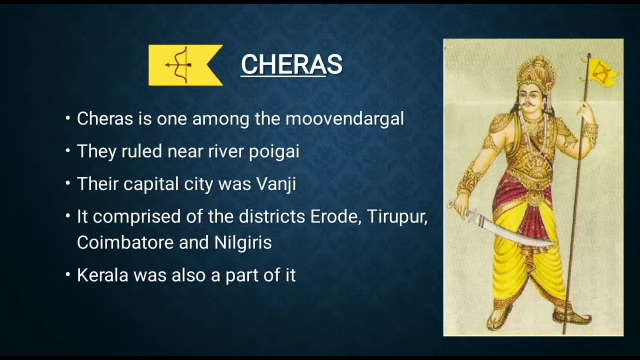 CHERAS
• Cheras is one among the moovendargal
• They ruled near river poigai
• Their capital city was Vanji
• It comprised of the districts Erode, Tirupur,
Coimbatore and Nilgiris
• Kerala was also a part of it